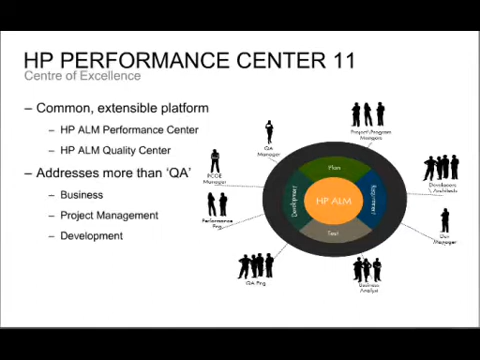 HP PERFORMANCE CENTER 11
Centre of Excellence
– Common, extensible platform
– HP ALM Performance Center
– HP ALM Quality Center
– Addresses more than ‘QA’
– Business
– Project Management
– Development
Project\Program
Managers
QA
Manager
PCOE
Manager
Developers
\ Architects
Performance
Eng.
Manager
QA Eng.
Business
Analyst
Plan
Development
HP ALM
Requirement
Test